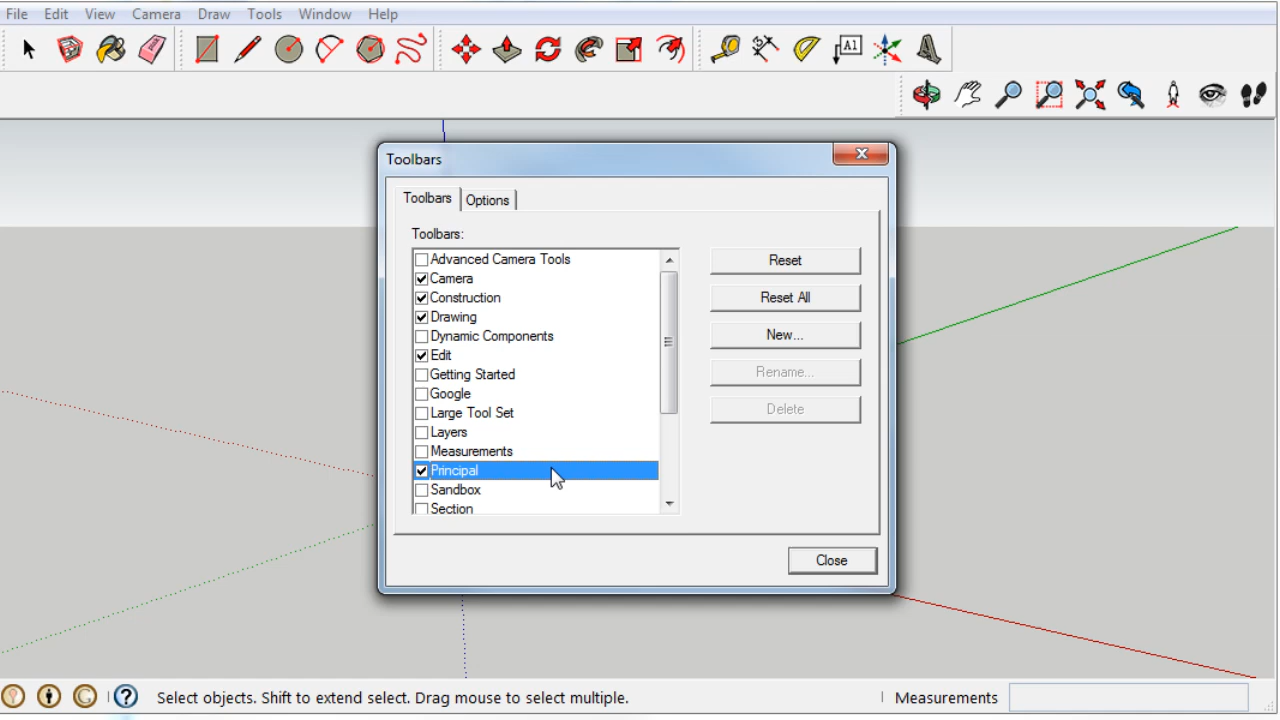 File Edit View Camera Draw Tools Window Help
A1
Toolbars
Toolbars Options
Toolbars:
Advanced Camera Tools
Camera
Construction
Drawing
Dynamic Components
Edit
Getting Started
Google
Large Tool Set
Layers
Measurements
Principal
Sandbox
Section
Reset
Reset All
New...
Rename...
Delete
Close
Select objects. Shift to extend select. Drag mouse to select multiple.
Measurements